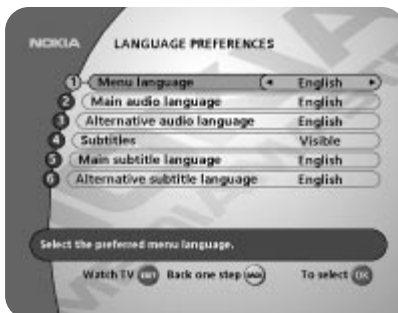 NOKIA LANGUAGE PREFERENCES
1 Menu language English
2 Main audio language English
3 Alternative audio language English
4 Subtitles Visible
5 Main subtitle language English
6 Alternative subtitle language English
Select the preferred menu language.
Watch TV EXIT Back one step BACK To select OK